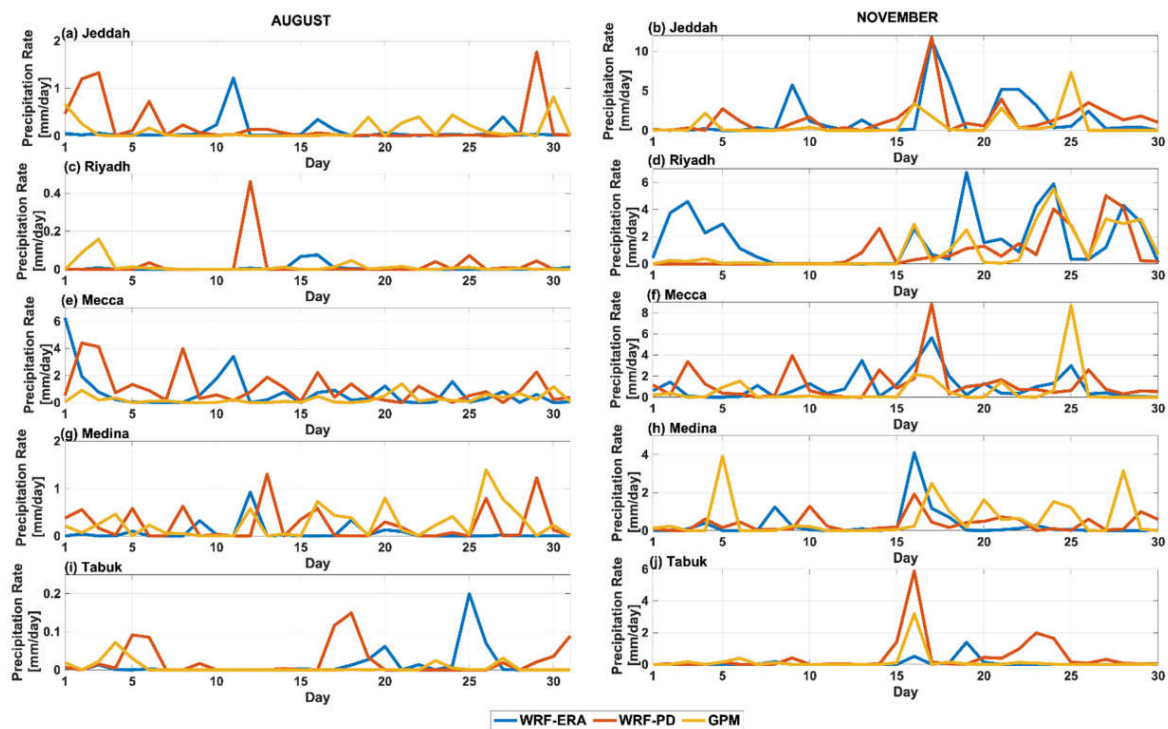 AUGUST
NOVEMBER
(a) Jeddah
Precipitation Rate
[mm/day]
2
1
0
1 5 10 15 20 25 30
Day
(b) Jeddah
Precipitaiton Rate
[mm/day]
10
5
0
1 5 10 15 20 25 30
Day
(c) Riyadh
Precipitation Rate
[mm/day]
0.4
0.2
0
1 5 10 15 20 25 30
Day
(d) Riyadh
Precipitation Rate
[mm/day]
6
4
2
0
1 5 10 15 20 25 30
Day
(e) Mecca
Precipitation Rate
[mm/day]
6
4
2
0
1 5 10 15 20 25 30
Day
(f) Mecca
Precipitation Rate
[mm/day]
8
6
4
2
0
1 5 10 15 20 25 30
Day
(g) Medina
Precipitation Rate
[mm/day]
2
1
0
1 5 10 15 20 25 30
Day
(h) Medina
Precipitation Rate
[mm/day]
4
2
0
1 5 10 15 20 25 30
Day
(i) Tabuk
Precipitation Rate
[mm/day]
0.2
0.1
0
1 5 10 15 20 25 30
Day
(j) Tabuk
Precipitation Rate
[mm/day]
6
4
2
0
1 5 10 15 20 25 30
Day
WRF-ERA WRF-PD GPM